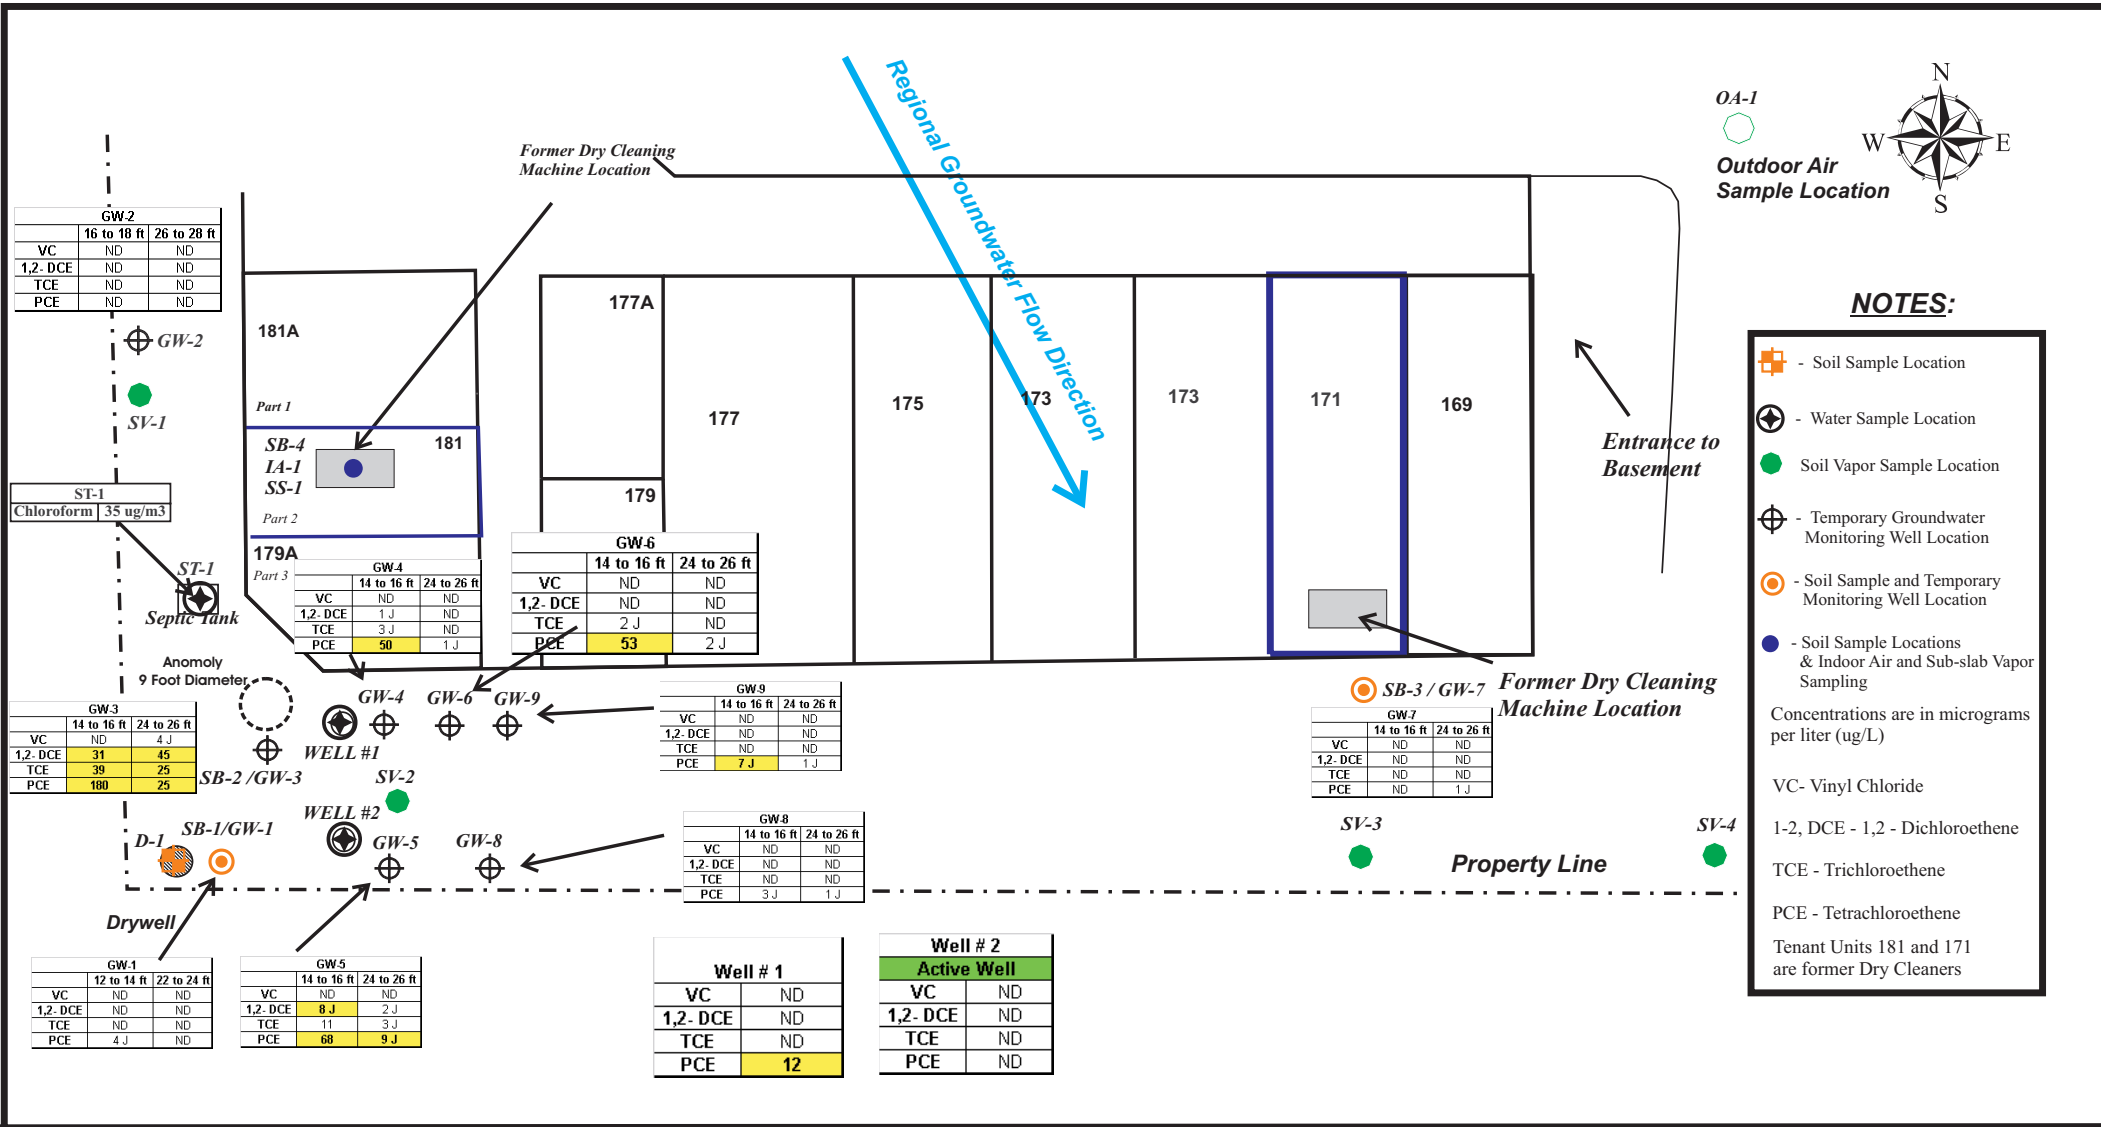 Regional Groundwater Flow Direction
OA-1
Outdoor Air
Sample Location
N
W
E
S
Former Dry Cleaning
Machine Location
GW-2
16 to 18 ft 26 to 28 ft
VC ND ND
1,2- DCE ND ND
TCE ND ND
PCE ND ND
GW-2
SV-1
181A
Part 1
181
SB-4
IA-1
SS-1
Part 2
179A
Part 3
177A
179
177
175
173
173
171
169
Entrance to
Basement
ST-1
Chloroform 35 ug/m3
ST-1
Septic Tank
GW-4
14 to 16 ft 24 to 26 ft
VC ND ND
1,2- DCE 1 J ND
TCE 3 J ND
PCE 50 1 J
GW-6
14 to 16 ft 24 to 26 ft
VC ND ND
1,2- DCE ND ND
TCE 2 J ND
PCE 53 2 J
Anomoly
9 Foot Diameter
GW-4
GW-6
GW-9
WELL #1
SB-2 /GW-3
GW-3
14 to 16 ft 24 to 26 ft
VC ND 4 J
1,2- DCE 31 45
TCE 39 25
PCE 180 25
GW-9
14 to 16 ft 24 to 26 ft
VC ND ND
1,2- DCE ND ND
TCE ND ND
PCE 7 J 1 J
SB-3 / GW-7
Former Dry Cleaning
Machine Location
GW-7
14 to 16 ft 24 to 26 ft
VC ND ND
1,2- DCE ND ND
TCE ND ND
PCE ND 1 J
SV-2
WELL #2
D-1
SB-1/GW-1
GW-5
GW-8
GW-8
14 to 16 ft 24 to 26 ft
VC ND ND
1,2- DCE ND ND
TCE ND ND
PCE 3 J 1 J
SV-3
SV-4
Property Line
Drywell
GW-1
12 to 14 ft 22 to 24 ft
VC ND ND
1,2- DCE ND ND
TCE ND ND
PCE 4 J ND
GW-5
14 to 16 ft 24 to 26 ft
VC ND ND
1,2- DCE 8 J 2 J
TCE 11 3 J
PCE 68 9 J
Well # 1
VC ND
1,2- DCE ND
TCE ND
PCE 12
Well # 2
Active Well
VC ND
1,2- DCE ND
TCE ND
PCE ND
NOTES:
- Soil Sample Location
- Water Sample Location
Soil Vapor Sample Location
- Temporary Groundwater
Monitoring Well Location
- Soil Sample and Temporary
Monitoring Well Location
- Soil Sample Locations
& Indoor Air and Sub-slab Vapor
Sampling
Concentrations are in micrograms
per liter (ug/L)
VC- Vinyl Chloride
1-2, DCE - 1,2 - Dichloroethene
TCE - Trichloroethene
PCE - Tetrachloroethene
Tenant Units 181 and 171
are former Dry Cleaners